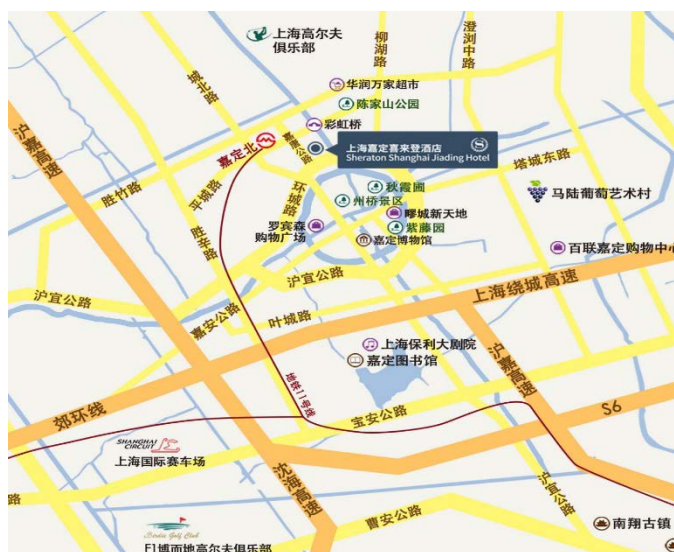 上海高尔夫
俱乐部
柳湖路
澄浏中路
城北路
华润万家超市
陈家山公园
沪嘉高速
彩虹桥
嘉定北
嘉唐公路
上海嘉定喜来登酒店
Sheraton Shanghai Jiading Hotel
塔城东路
胜竹路
平城路
环城路
秋霞圃
州桥景区
马陆葡萄艺术村
疁城新天地
紫藤园
罗宾森
购物广场
嘉定博物馆
胜辛路
百联嘉定购物中心
沪宜公路
沪宜公路
嘉安公路
叶城路
上海绕城高速
上海保利大剧院
嘉定图书馆
沪嘉高速
地铁11号线
郊环线
宝安公路
S6
SHANGHAI
CIRCUIT
上海国际赛车场
沈海高速
沪宜公路
路
曹安公路
南翔古镇
Birdie Golf Club
F1博而地高尔夫俱乐部